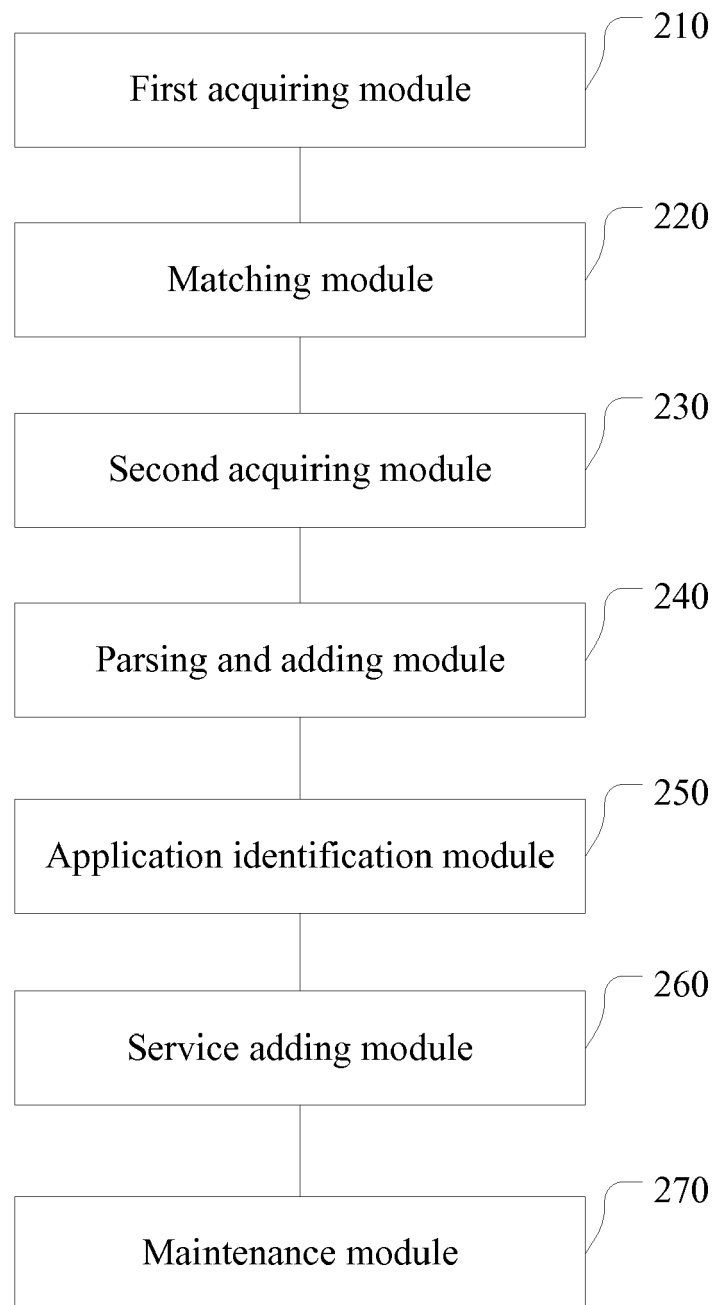 210
First acquiring module
220
Matching module
230
Second acquiring module
240
Parsing and adding module
250
Application identification module
260
Service adding module
270
Maintenance module